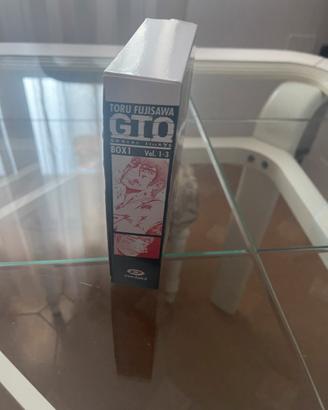 TORU FUJISAWA
GTO
BOX 1 Vol. 1-3